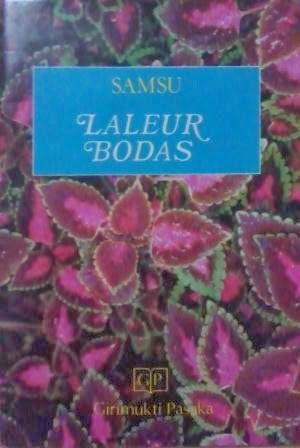 SAMSU
LALEUR
BODAS
GP
Girimukti Pasaka